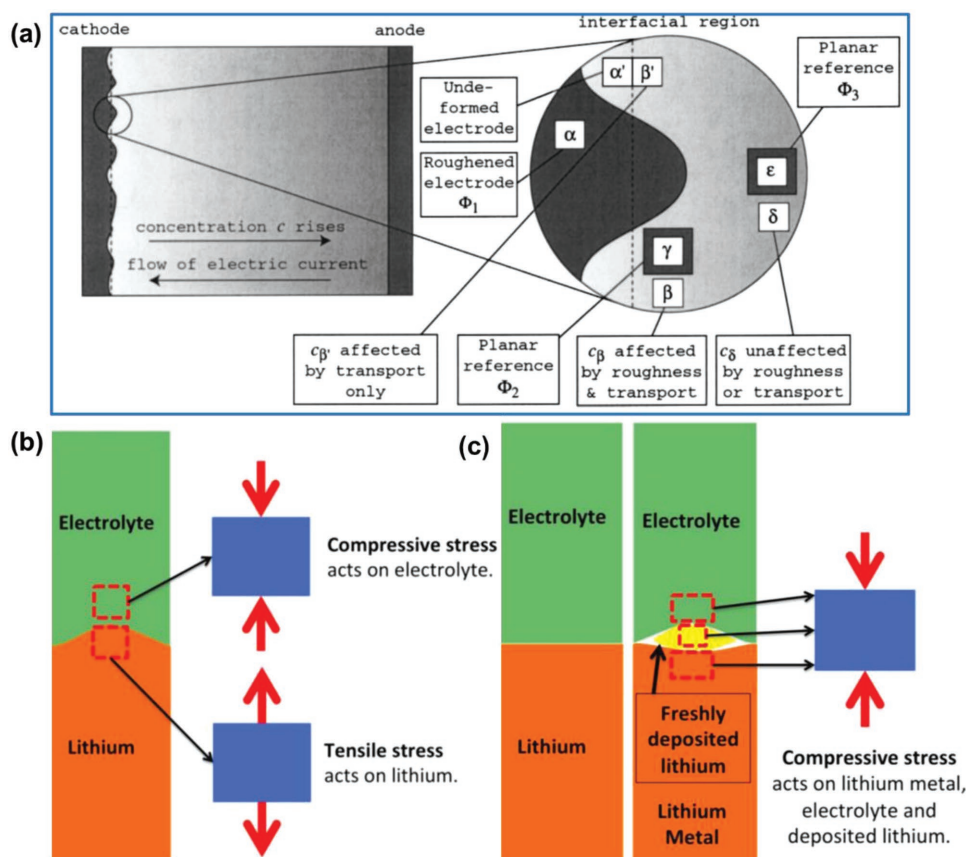 (a)
cathode
anode
interfacial region
Planar
reference
Φ3
Unde-
formed
electrode
α'
β'
α
Roughened
electrode
Φ1
ε
δ
concentration c rises
flow of electric current
γ
β
cβ' affected
by transport
only
Planar
reference
Φ2
cβ affected
by roughness
& transport
cδ unaffected
by roughness
or transport
(b)
Electrolyte
Compressive stress
acts on electrolyte.
Lithium
Tensile stress
acts on lithium.
(c)
Electrolyte
Electrolyte
Lithium
Freshly
deposited
lithium
Lithium
Metal
Compressive stress
acts on lithium metal,
electrolyte and
deposited lithium.